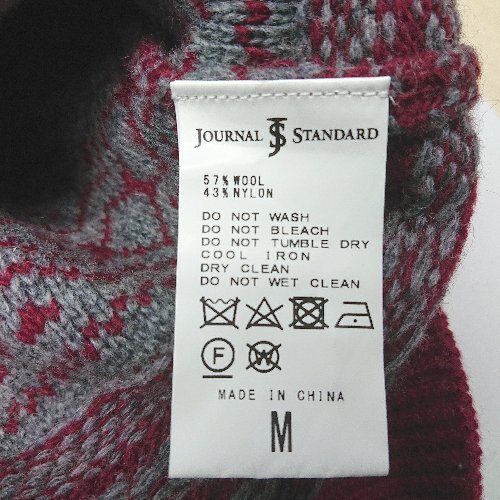 JOURNAL JS STANDARD
57%WOOL
43%NYLON
DO NOT WASH
DO NOT BLEACH
DO NOT TUMBLE DRY
COOL IRON
DRY CLEAN
DO NOT WET CLEAN
F W
MADE IN CHINA
M